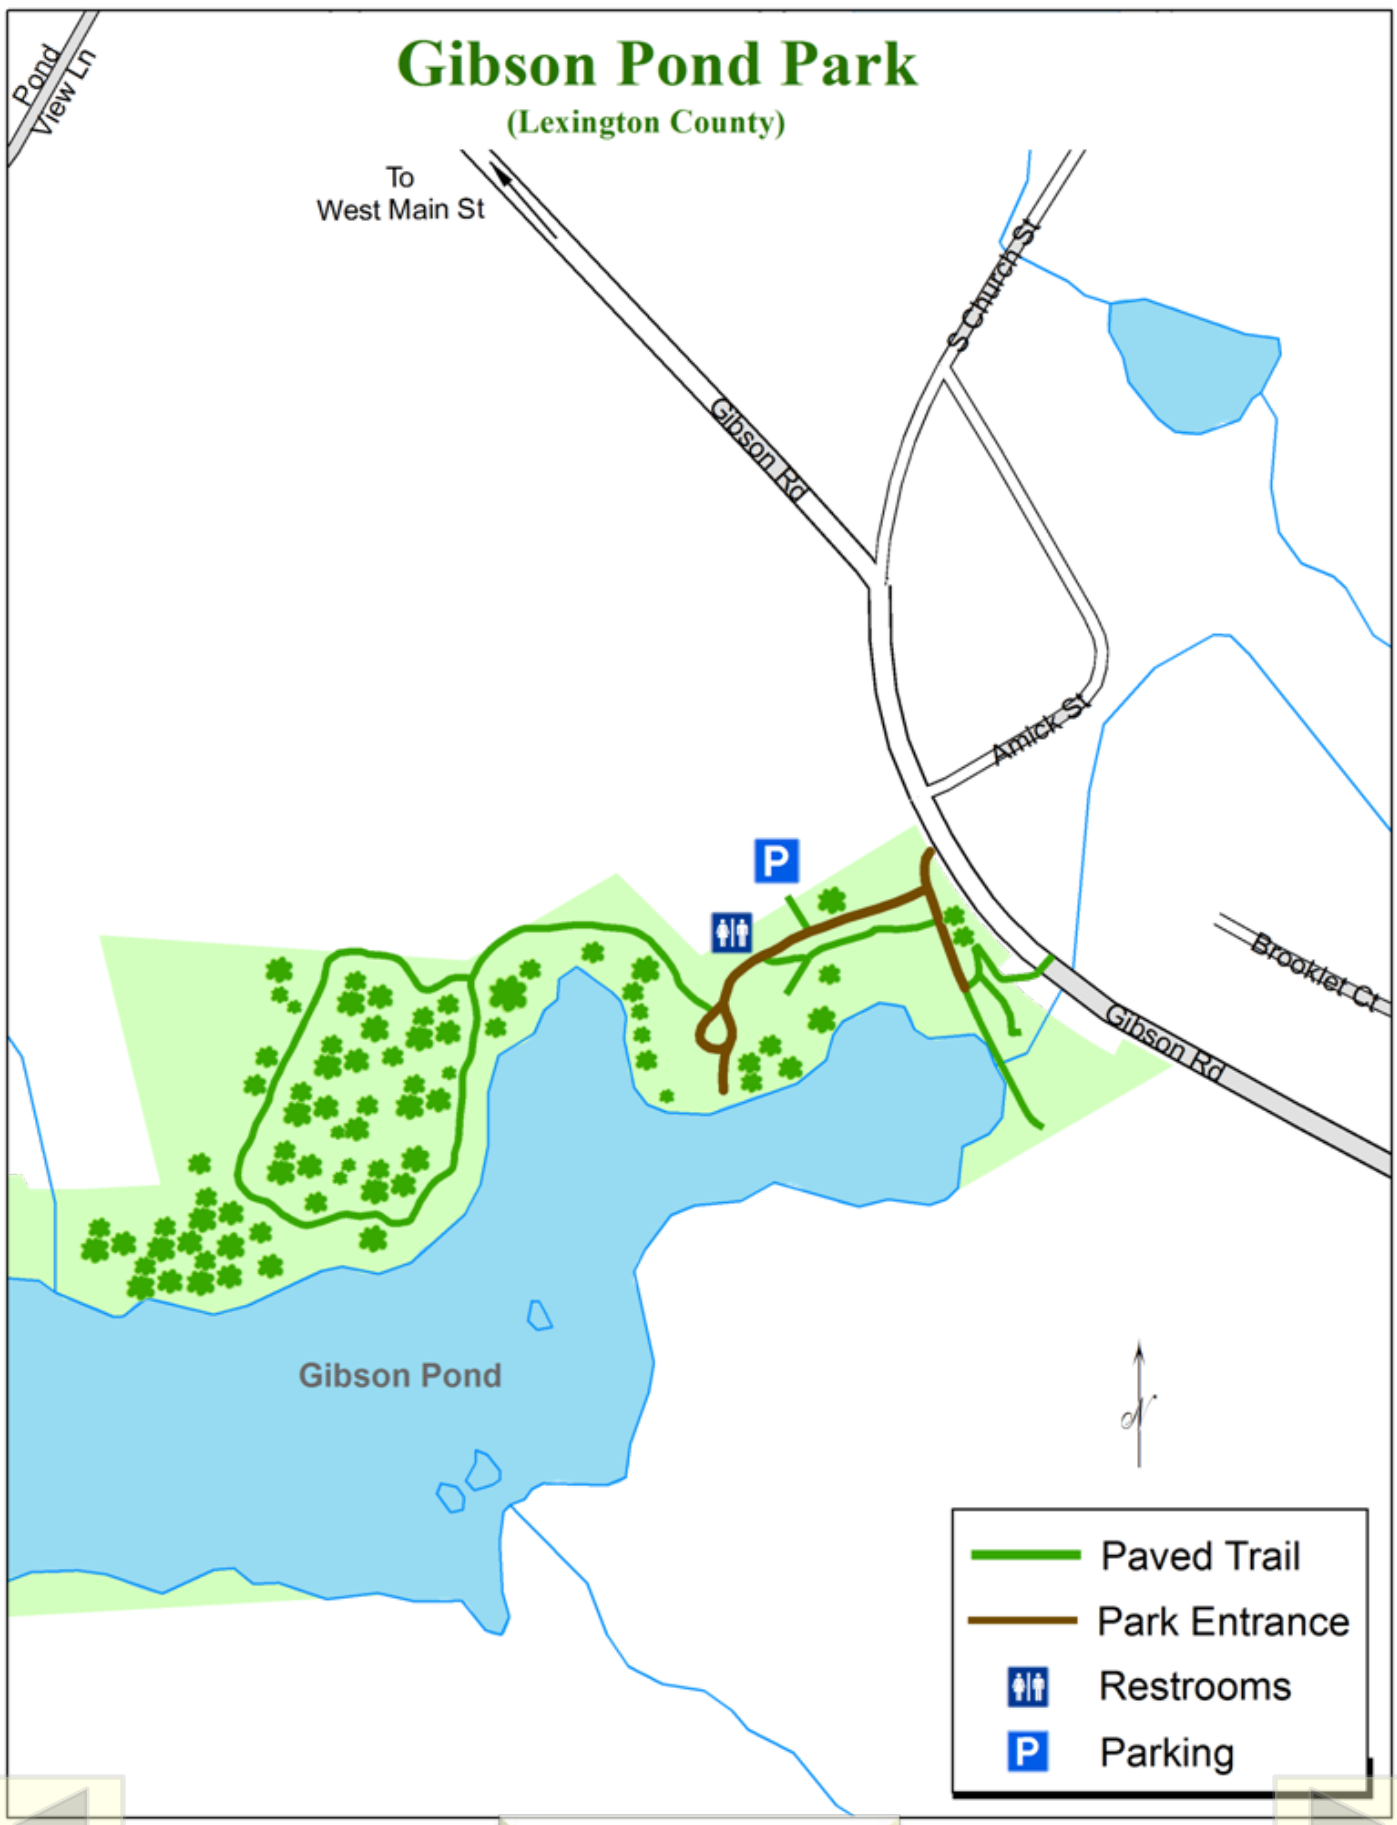 Gibson Pond Park
(Lexington County)
Pond
View Ln
To
West Main St
S Church St
Gibson Rd
Amick St
P
Brooklet Ct
Gibson Rd
Gibson Pond
N
Paved Trail
Park Entrance
Restrooms
P Parking